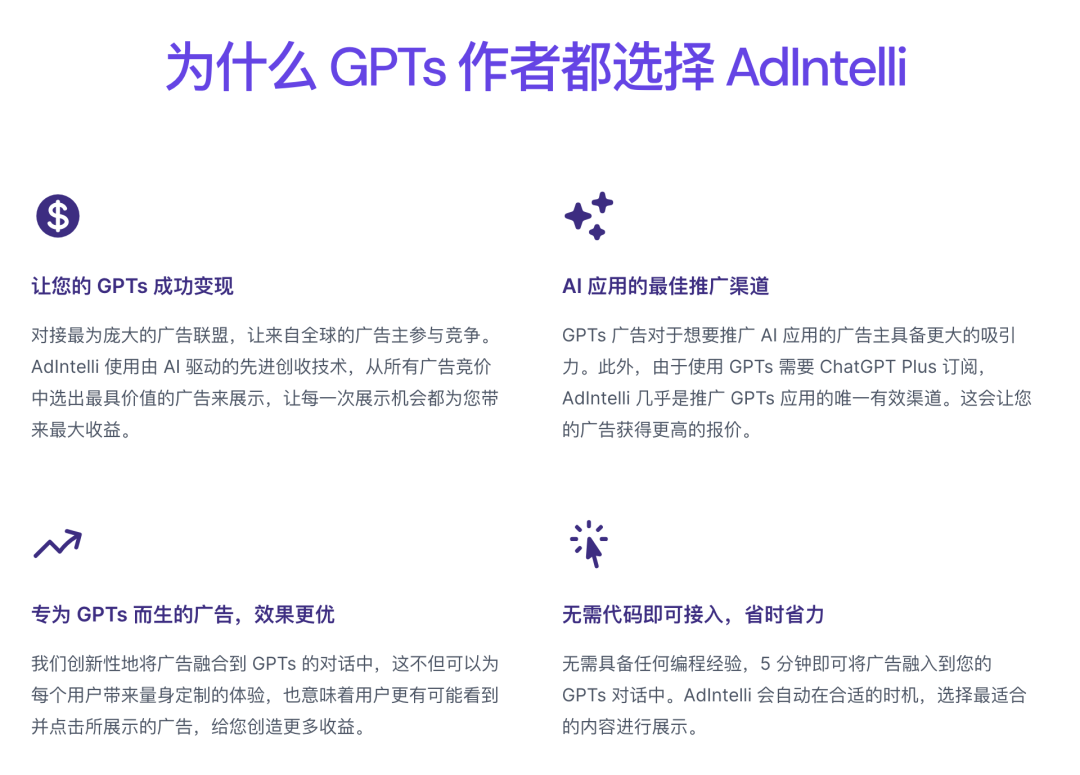 为什么 GPTs 作者都选择 AdIntelli
让您的 GPTs 成功变现
对接最为庞大的广告联盟，让来自全球的广告主参与竞争。
AdIntelli 使用由 AI 驱动的先进创收技术，从所有广告竞价
中选出最具价值的广告来展示，让每一次展示机会都为您带
来最大收益。
AI 应用的最佳推广渠道
GPTs 广告对于想要推广 AI 应用的广告主具备更大的吸引
力。此外，由于使用 GPTs 需要 ChatGPT Plus 订阅，
AdIntelli 几乎是推广 GPTs 应用的唯一有效渠道。这会让您
的广告获得更高的报价。
专为 GPTs 而生的广告，效果更优
我们创新性地将广告融合到 GPTs 的对话中，这不但可以为
每个用户带来量身定制的体验，也意味着用户更有可能看到
并点击所展示的广告，给您创造更多收益。
无需代码即可接入，省时省力
无需具备任何编程经验，5 分钟即可将广告融入到您的
GPTs 对话中。AdIntelli 会自动在合适的时机，选择最适合
的内容进行展示。